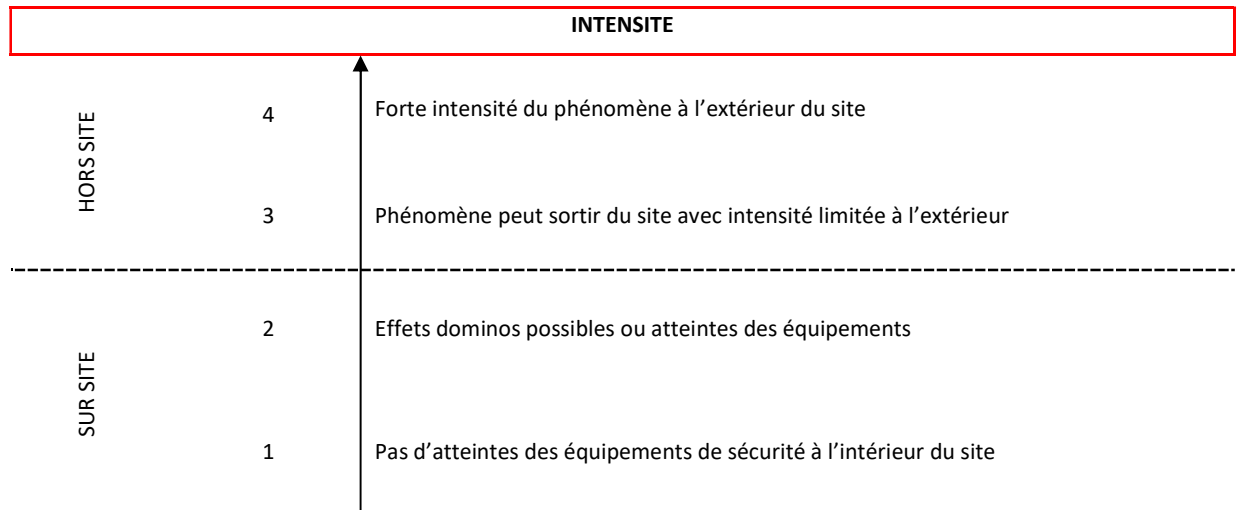 INTENSITE
HORS SITE
4 Forte intensité du phénomène à l’extérieur du site
3 Phénomène peut sortir du site avec intensité limitée à l’extérieur
SUR SITE
2 Effets dominos possibles ou atteintes des équipements
1 Pas d’atteintes des équipements de sécurité à l’intérieur du site